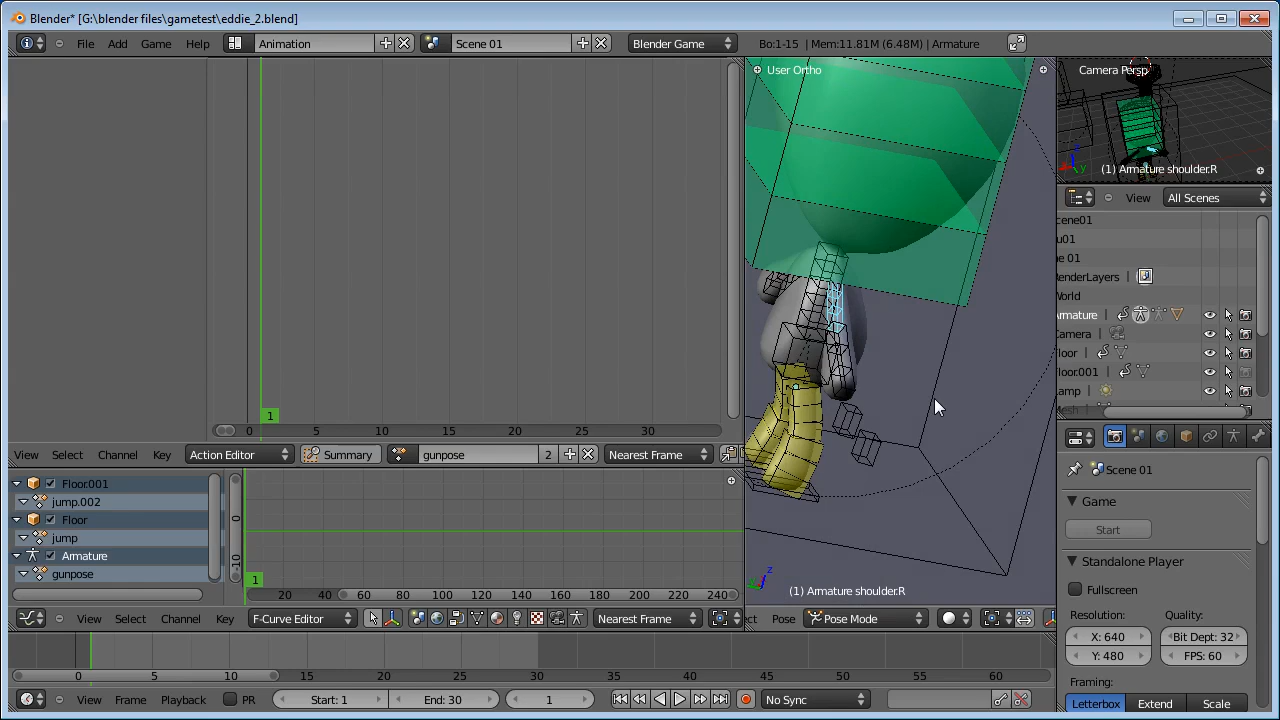 Blender* [G:\blender files\gametest\eddie_2.blend]
File Add Game Help Animation Scene 01 Blender Game Bo:1-15 | Mem:11.81M (6.48M) | Armature
User Ortho
Camera Persp
(1) Armature shoulder.R
View All Scenes
cene01
u01
ne 01
RenderLayers
World
Armature
Camera
Floor
Floor.001
Lamp
1
0 5 10 15 20 25 30
View Select Channel Key Action Editor Summary gunpose 2 Nearest Frame
Floor.001
jump.002
Floor
jump
Armature
gunpose
0
-10
1
20 40 60 80 100 120 140 160 180 200 220 240
(1) Armature shoulder.R
View Select Channel Key F-Curve Editor Nearest Frame
ct Pose Pose Mode
Scene 01
Game
Start
Standalone Player
Fullscreen
Resolution: Quality:
X: 640 Bit Dept: 32
Y: 480 FPS: 60
Framing:
Letterbox Extend Scale
0 5 10 15 20 25 30 35 40 45 50 55 60
View Frame Playback PR Start: 1 End: 30 1 No Sync